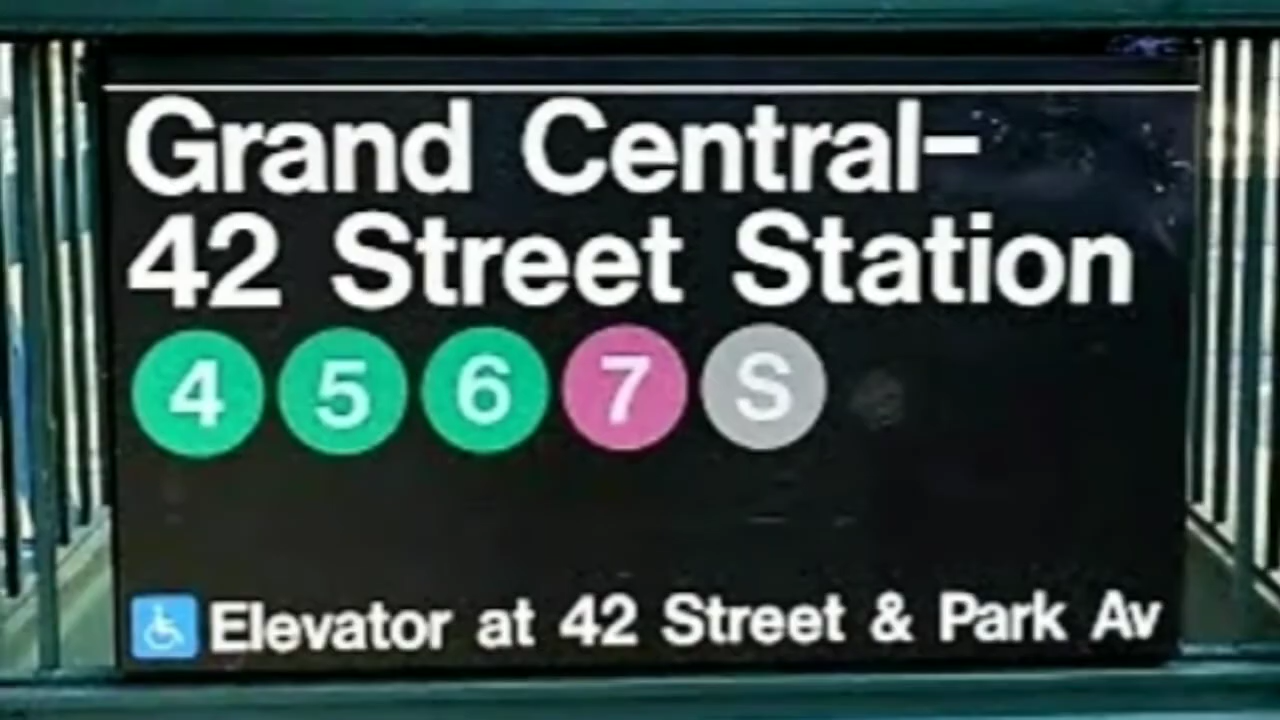 Grand Central-
42 Street Station
4 5 6 7 S
Elevator at 42 Street & Park Av